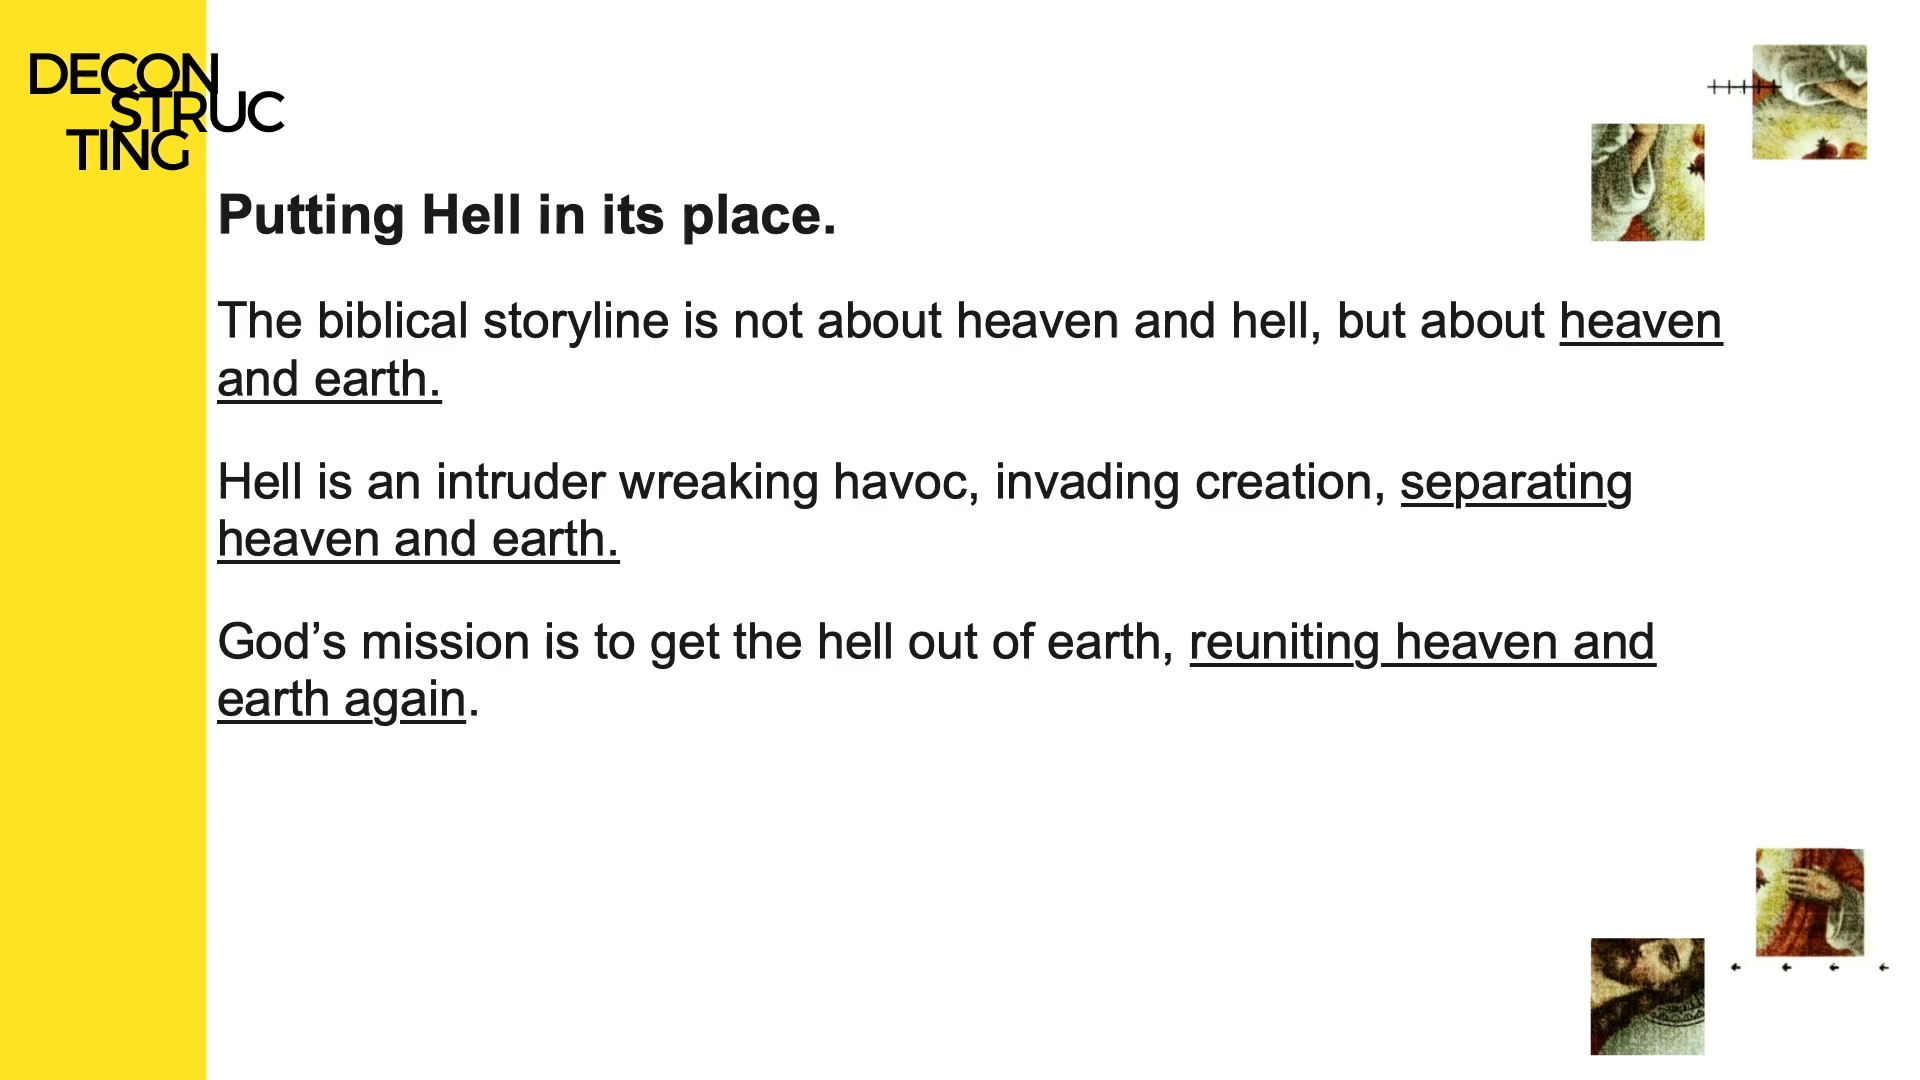 DECON
STRUC
TING
Putting Hell in its place.
The biblical storyline is not about heaven and hell, but about heaven
and earth.
Hell is an intruder wreaking havoc, invading creation, separating
heaven and earth.
God’s mission is to get the hell out of earth, reuniting heaven and
earth again.